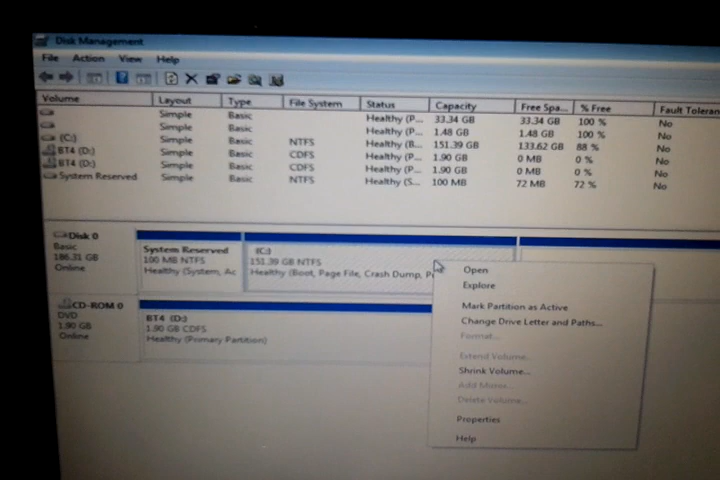 Disk Management
File Action View Help
Volume Layout Type File System Status Capacity Free Spa... % Free Fault Toleran
Simple Basic Healthy (P... 33.34 GB 33.34 GB 100 % No
Simple Basic Healthy (P... 1.48 GB 1.48 GB 100 % No
(C:) Simple Basic NTFS Healthy (B... 151.39 GB 133.62 GB 88 % No
BT4 (D:) Simple Basic CDFS Healthy (P... 1.90 GB 0 MB 0 % No
BT4 (D:) Simple Basic CDFS Healthy (P... 1.90 GB 0 MB 0 % No
System Reserved Simple Basic NTFS Healthy (S... 100 MB 72 MB 72 % No
Disk 0
Basic
186.31 GB
Online
System Reserved
100 MB NTFS
Healthy (System, Ac
(C:)
151.39 GB NTFS
Healthy (Boot, Page File, Crash Dump, P
CD-ROM 0
DVD
1.90 GB
Online
BT4 (D:)
1.90 GB CDFS
Healthy (Primary Partition)
Open
Explore
Mark Partition as Active
Change Drive Letter and Paths...
Format...
Extend Volume...
Shrink Volume...
Add Mirror...
Delete Volume...
Properties
Help